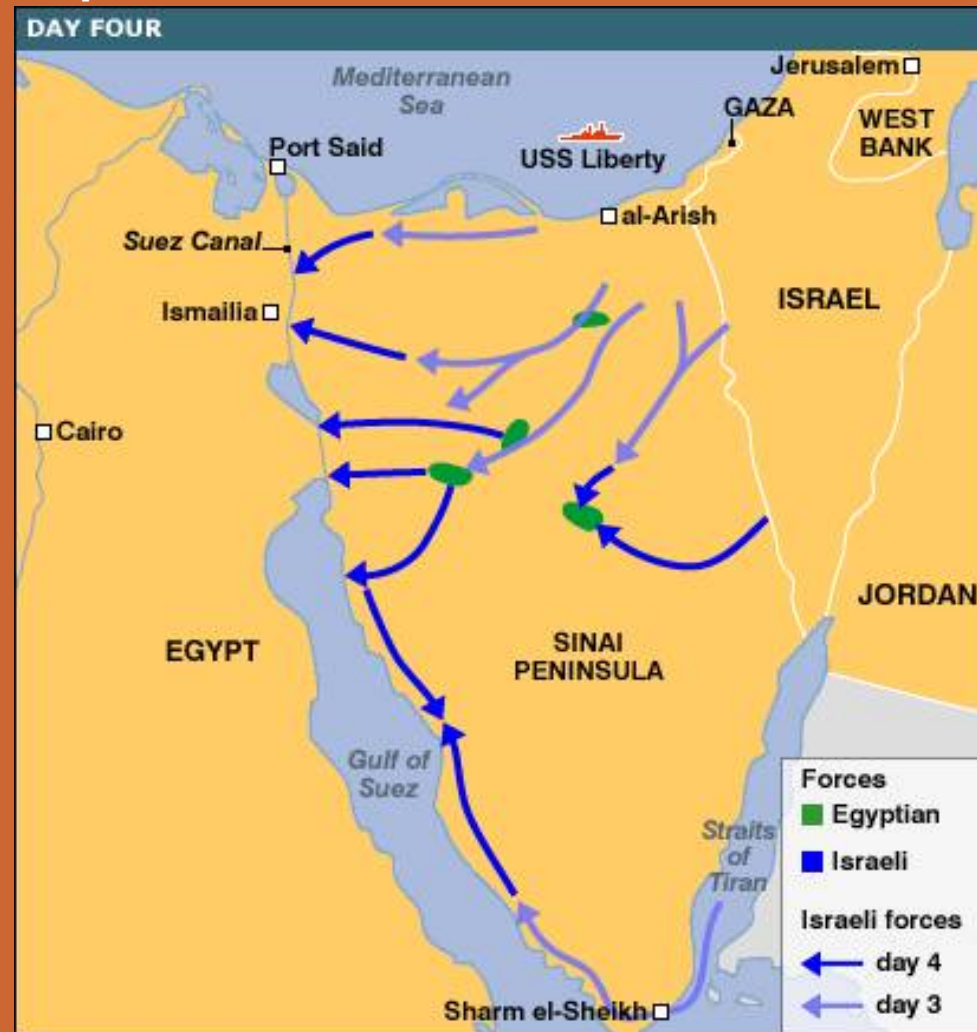 DAY FOUR
Mediterranean
Sea
Jerusalem
GAZA
WEST
BANK
Port Said
USS Liberty
al-Arish
Suez Canal
Ismailia
ISRAEL
Cairo
JORDAN
EGYPT
SINAI
PENINSULA
Gulf of
Suez
Straits
of
Tiran
Sharm el-Sheikh
Forces
Egyptian
Israeli
Israeli forces
day 4
day 3